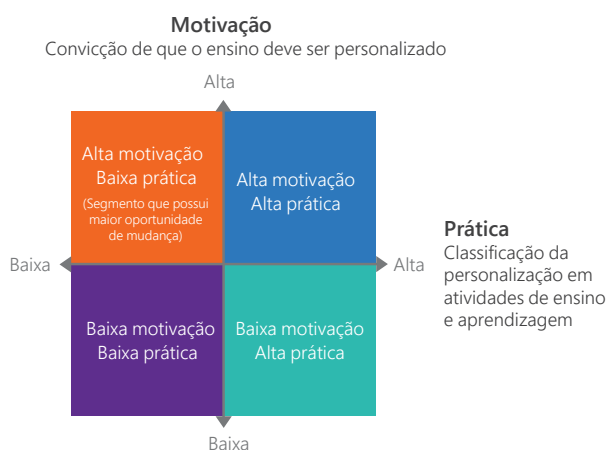 Motivação
Convicção de que o ensino deve ser personalizado
Alta
Alta motivação
Baixa prática
(Segmento que possui
maior oportunidade
de mudança)
Alta motivação
Alta prática
Baixa
Alta
Prática
Classificação da
personalização em
atividades de ensino
e aprendizagem
Baixa motivação
Baixa prática
Baixa motivação
Alta prática
Baixa